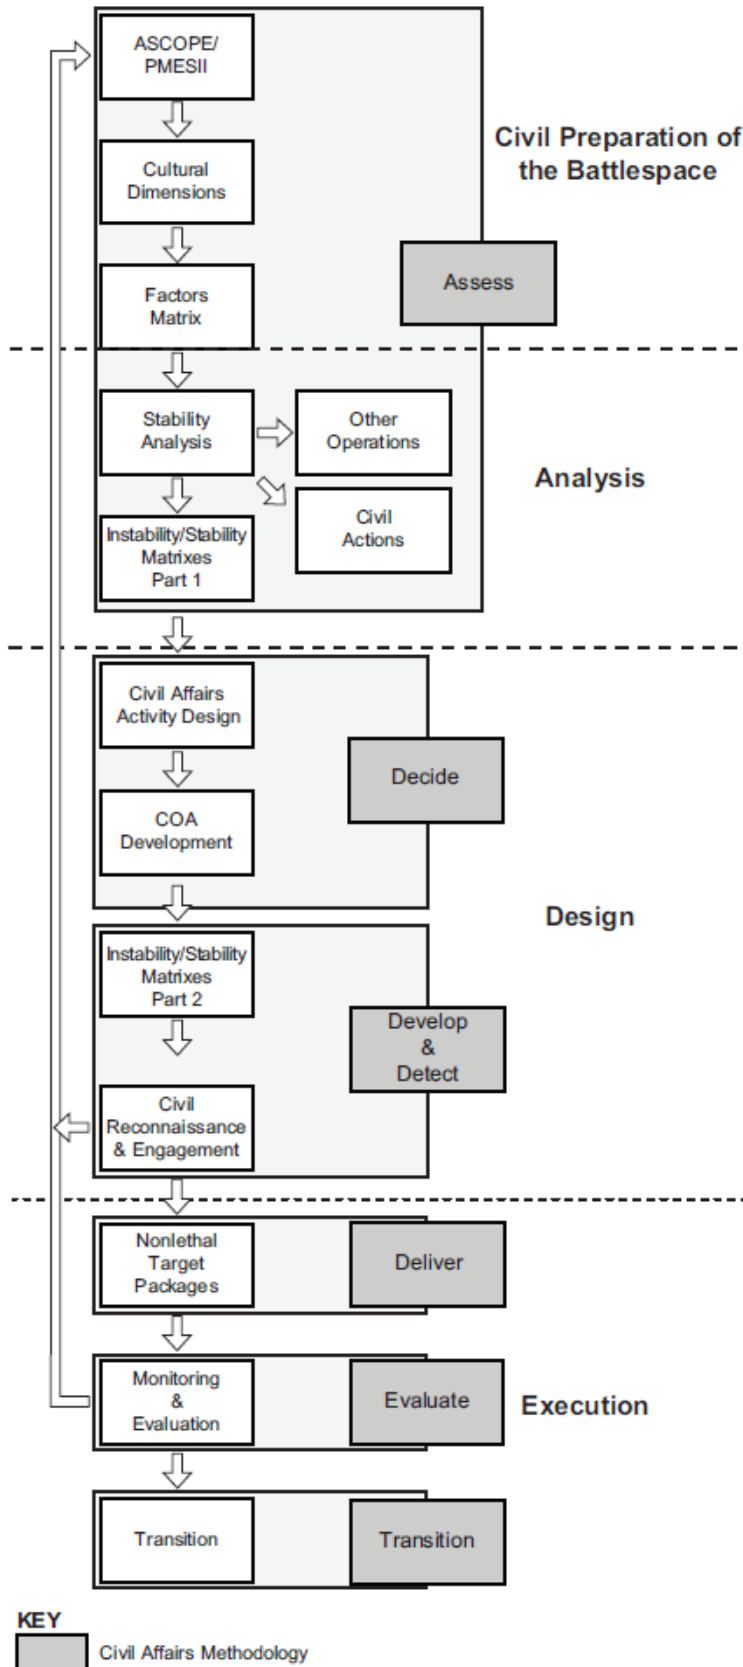 ASCOPE/
PMESII
Civil Preparation of
the Battlespace
Cultural
Dimensions
Assess
Factors
Matrix
Stability
Analysis
Other
Operations
Analysis
Instability/Stability
Matrixes
Part 1
Civil
Actions
Civil Affairs
Activity Design
Decide
COA
Development
Design
Instability/Stability
Matrixes
Part 2
Develop
&
Detect
Civil
Reconnaissance
& Engagement
Nonlethal
Target
Packages
Deliver
Monitoring
&
Evaluation
Evaluate
Execution
Transition
Transition
KEY
Civil Affairs Methodology